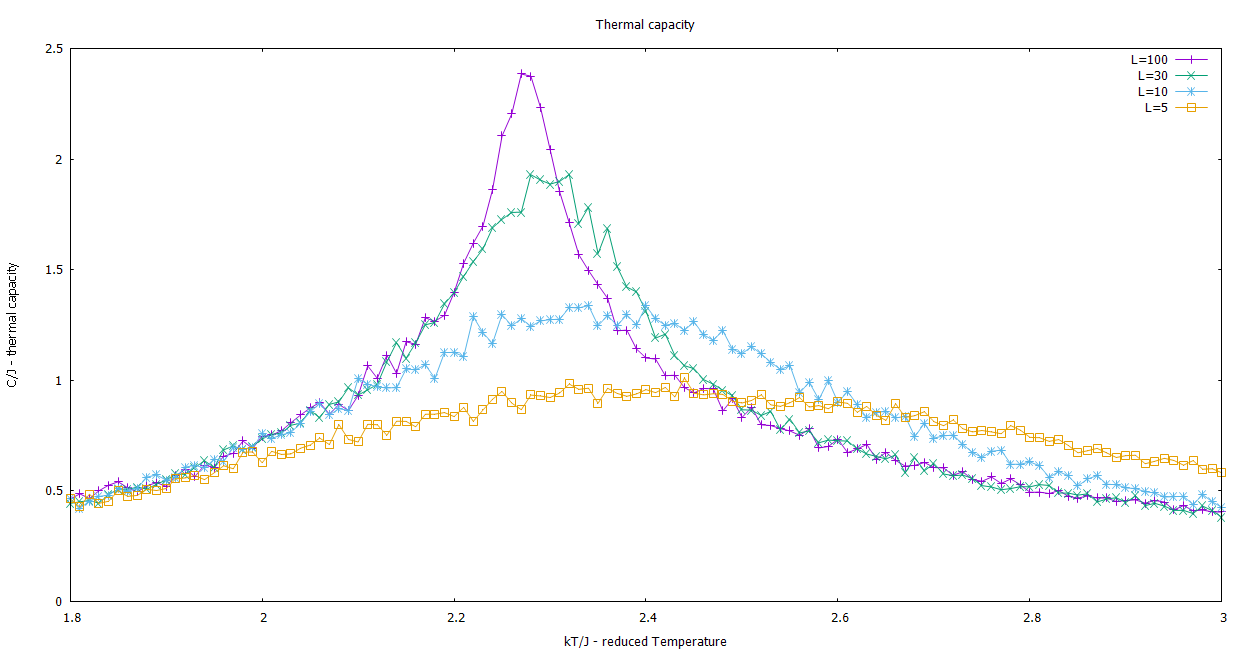 Thermal capacity
L=100
L=30
L=10
L=5
2.5
2
1.5
1
0.5
0
C/J - thermal capacity
1.8 2 2.2 2.4 2.6 2.8 3
kT/J - reduced Temperature